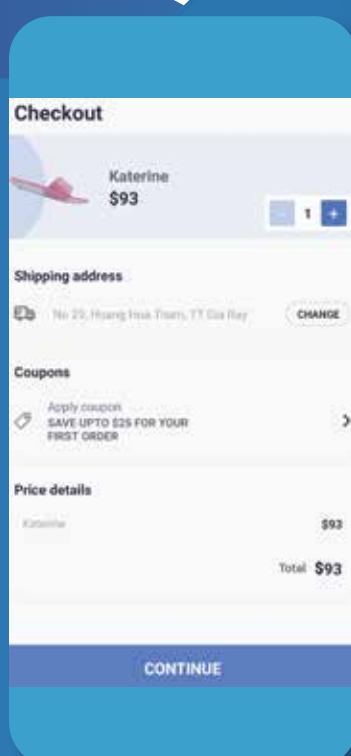 Checkout
Katerine
$93
- 1 +
Shipping address
No 29, Hoang Hoa Tham, TT Gia Ray
CHANGE
Coupons
Apply coupon
SAVE UPTO $25 FOR YOUR
FIRST ORDER
Price details
Katerine $93
Total $93
CONTINUE